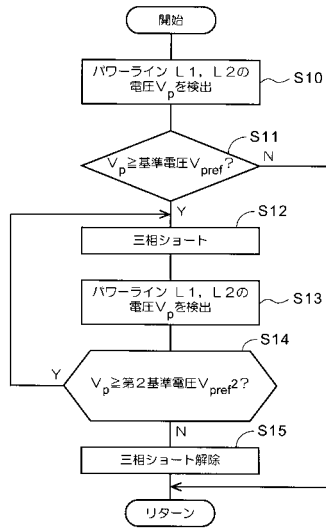 開始
パワーライン L1，L2の
電圧Vpを検出
S10
Vp≧基準電圧Vpref？
S11
N
Y
S12
三相ショート
パワーライン L1，L2の
電圧Vpを検出
S13
S14
Y
Vp≧第2基準電圧Vpref2？
N
S15
三相ショート解除
リターン